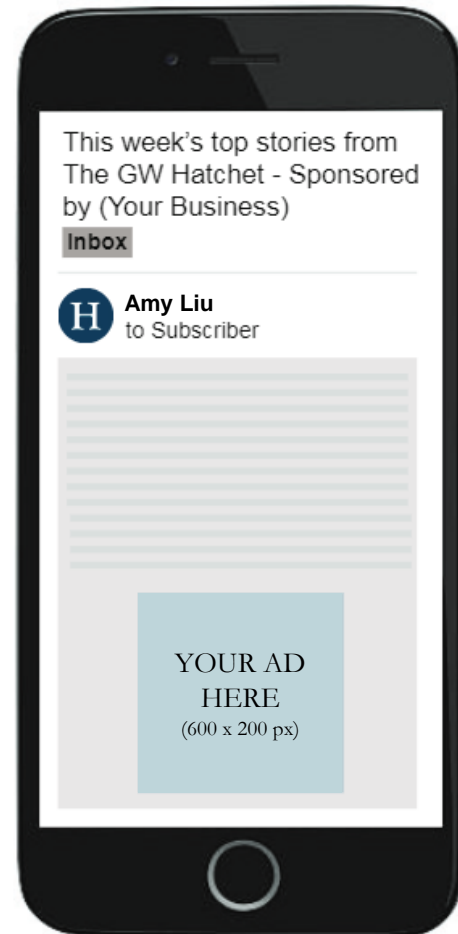 This week’s top stories from
The GW Hatchet - Sponsored
by (Your Business)
Inbox
H
Amy Liu
to Subscriber
YOUR AD
HERE
(600 x 200 px)